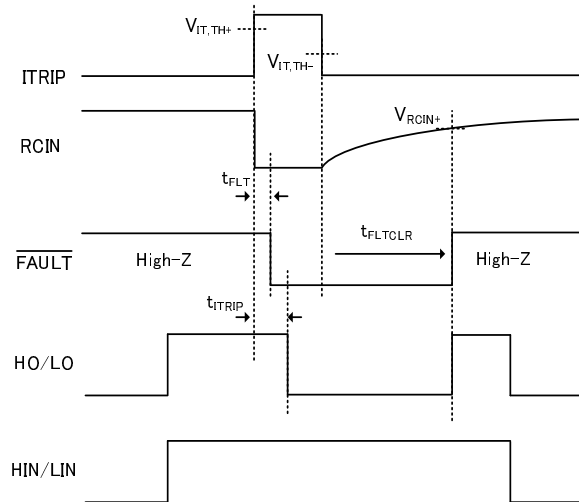 V_IT,TH+
V_IT,TH-
ITRIP
V_RCIN+
RCIN
t_FLT
t_FLTCLR
FAULT
High-Z
High-Z
t_ITRIP
HO/LO
HIN/LIN